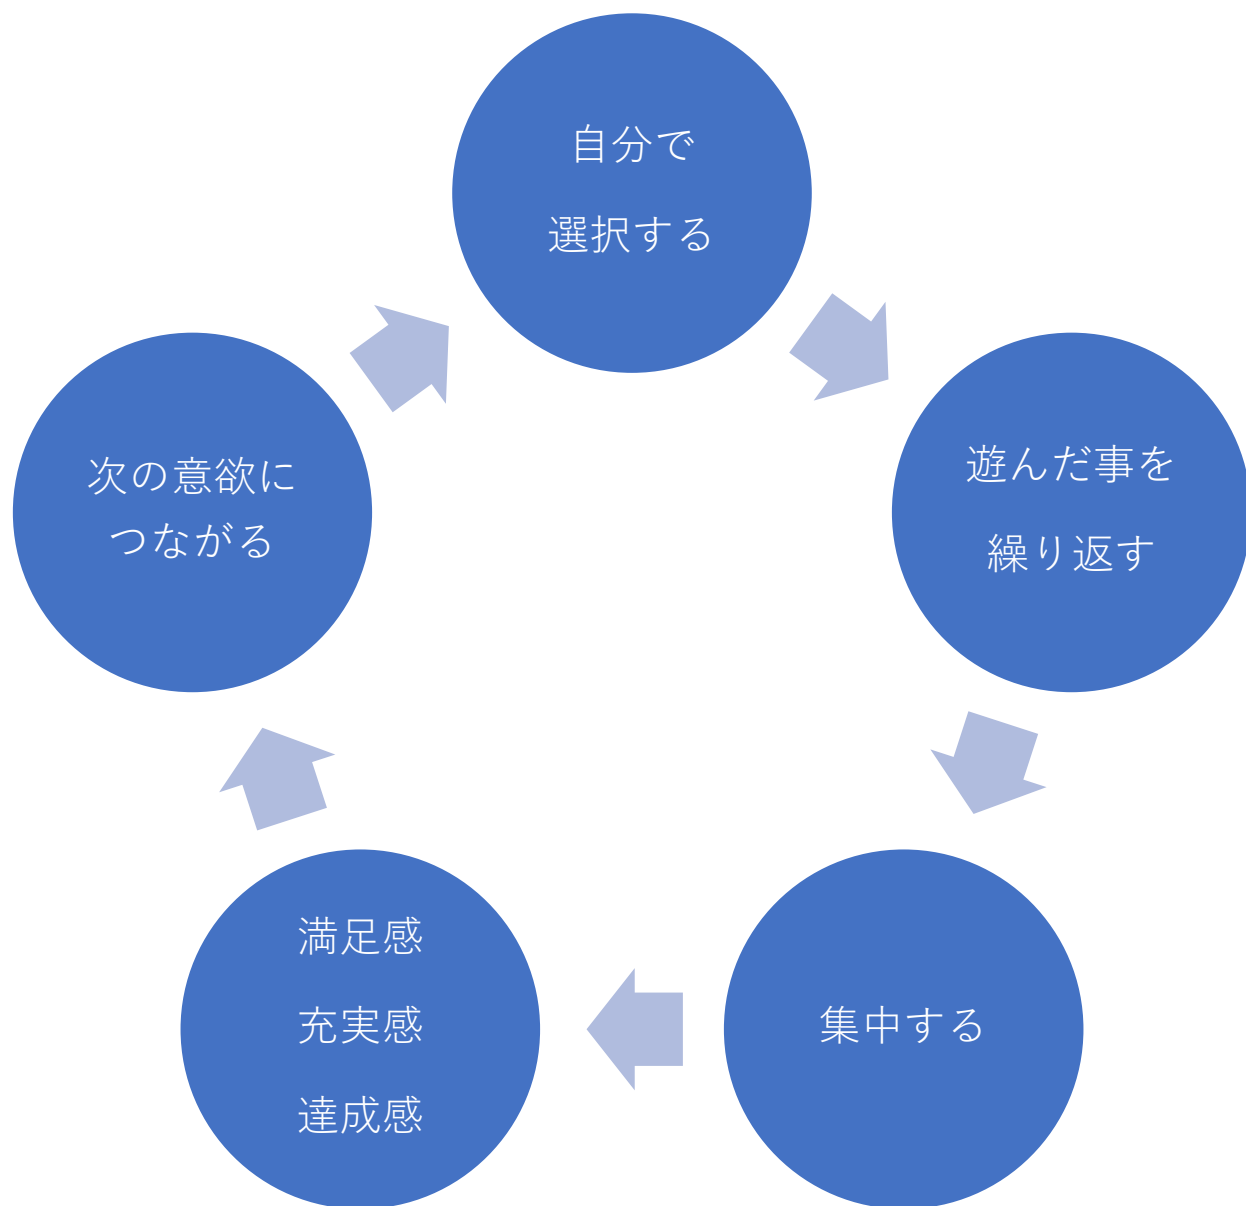 自分で
選択する
遊んだ事を
繰り返す
集中する
満足感
充実感
達成感
次の意欲に
つながる